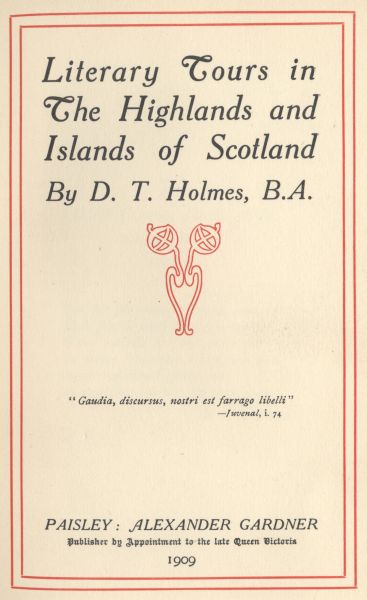 Literary Tours in
The Highlands and
Islands of Scotland
By D. T. Holmes, B.A.
"Gaudia, discursus, nostri est farrago libelli"
—Juvenal, i. 74
PAISLEY: ALEXANDER GARDNER
Publisher by Appointment to the late Queen Victoria
1909